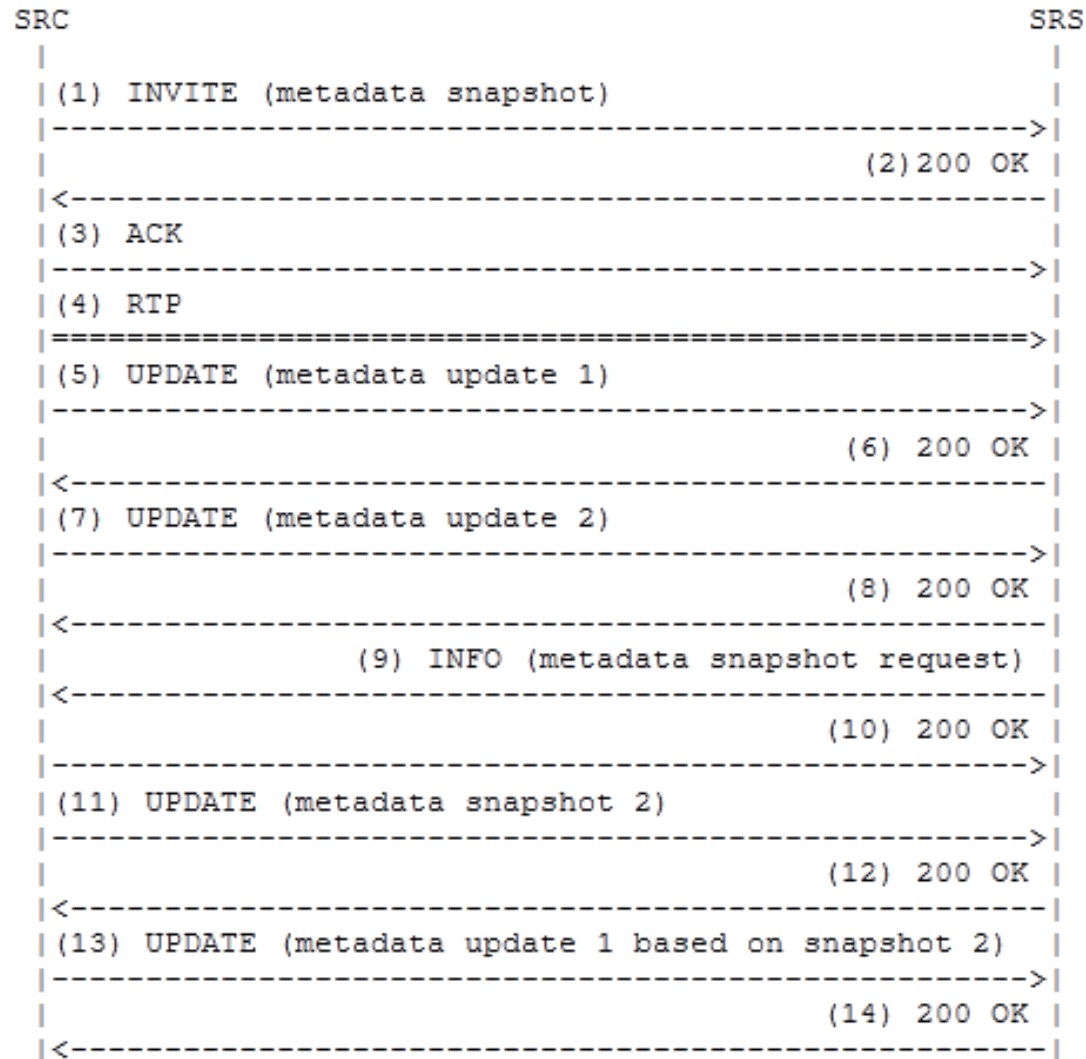 SRC SRS
(1) INVITE (metadata snapshot)
(2)200 OK
(3) ACK
(4) RTP
(5) UPDATE (metadata update 1)
(6) 200 OK
(7) UPDATE (metadata update 2)
(8) 200 OK
(9) INFO (metadata snapshot request)
(10) 200 OK
(11) UPDATE (metadata snapshot 2)
(12) 200 OK
(13) UPDATE (metadata update 1 based on snapshot 2)
(14) 200 OK